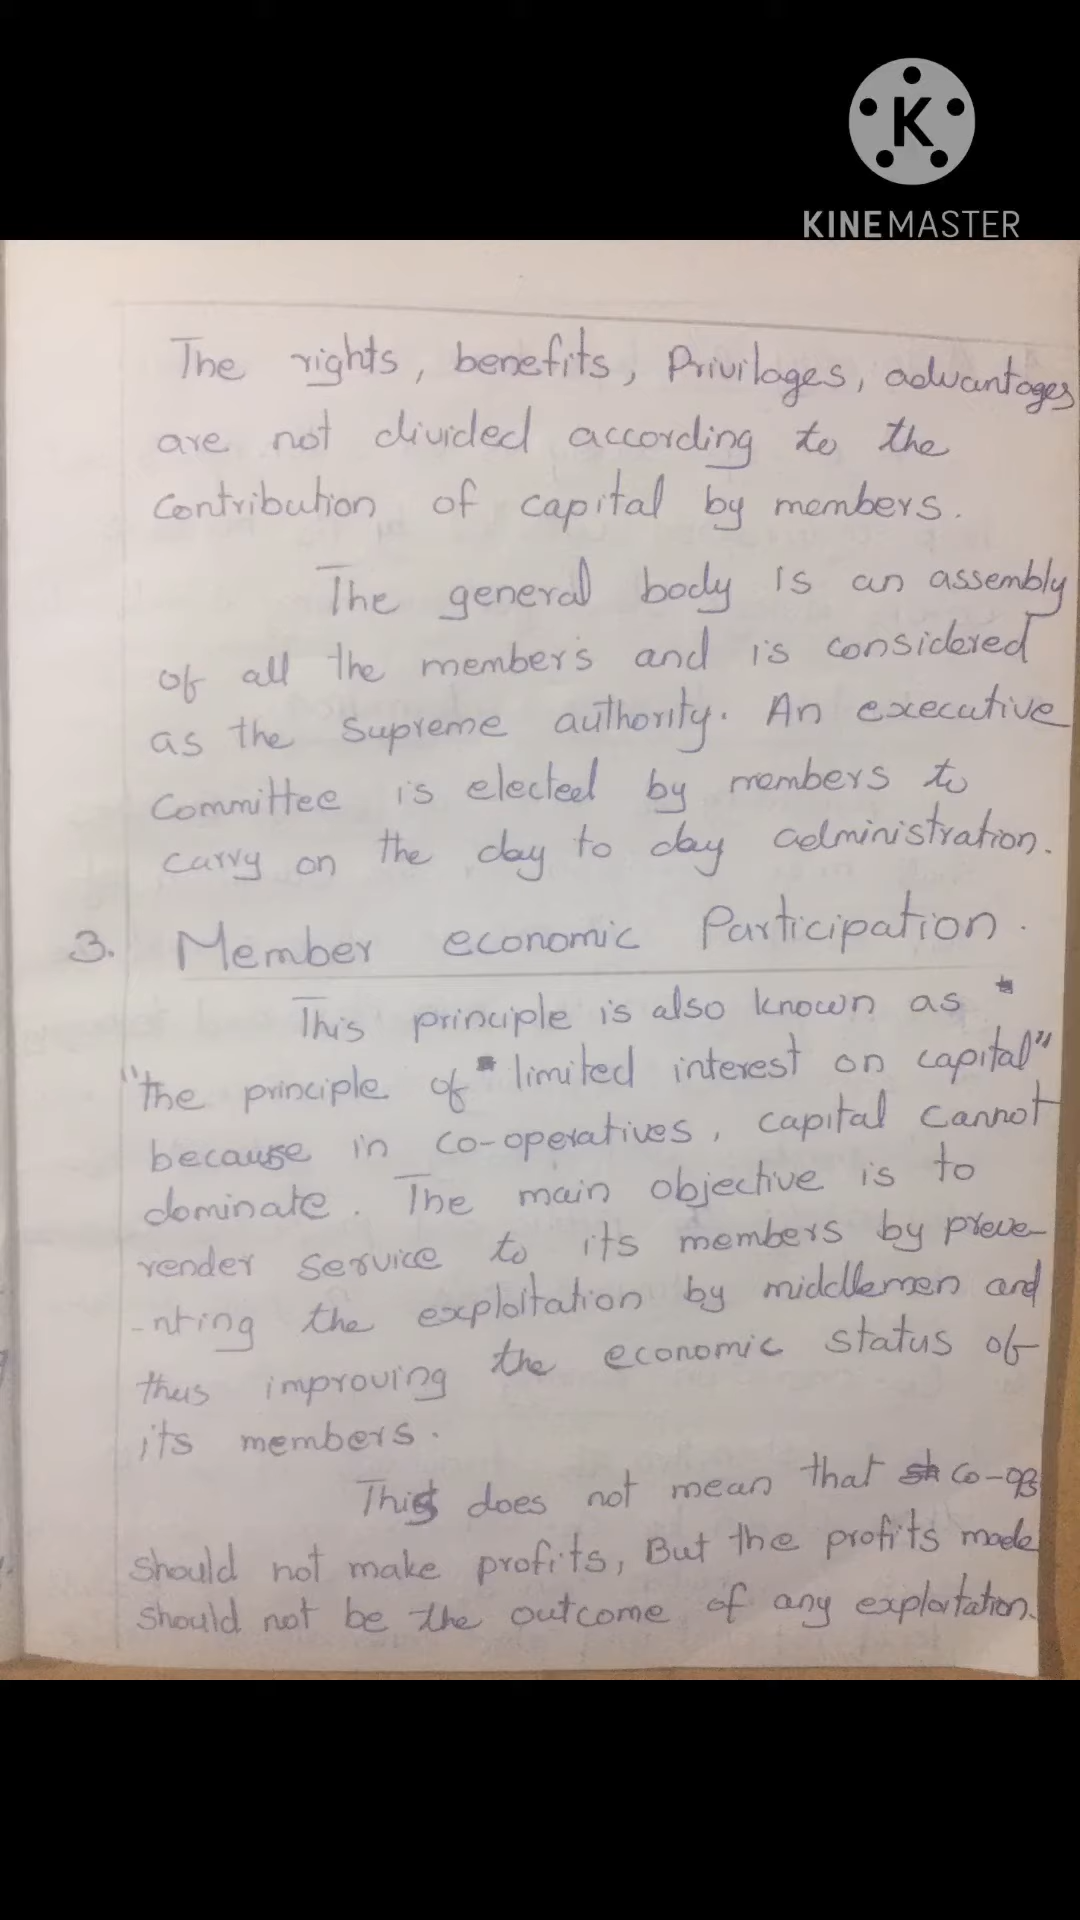 K
KINEMASTER
The rights, benefits, Privilages, advantages
are not divided according to the
contribution of capital by members.
The general body is an assembly
of all the members and is considered
as the supreme authority. An executive
committee is elected by members to
carry on the day to day administration.
3. Member economic Participation.
This principle is also known as
"the principle of limited interest on capital"
because in co-operatives, capital cannot
dominate. The main objective is to
render service to its members by preve-
-nting the exploitation by middlemen and
thus improving the economic status of
its members.
This does not mean that co-op
should not make profits, But the profits made
should not be the outcome of any exploitation.